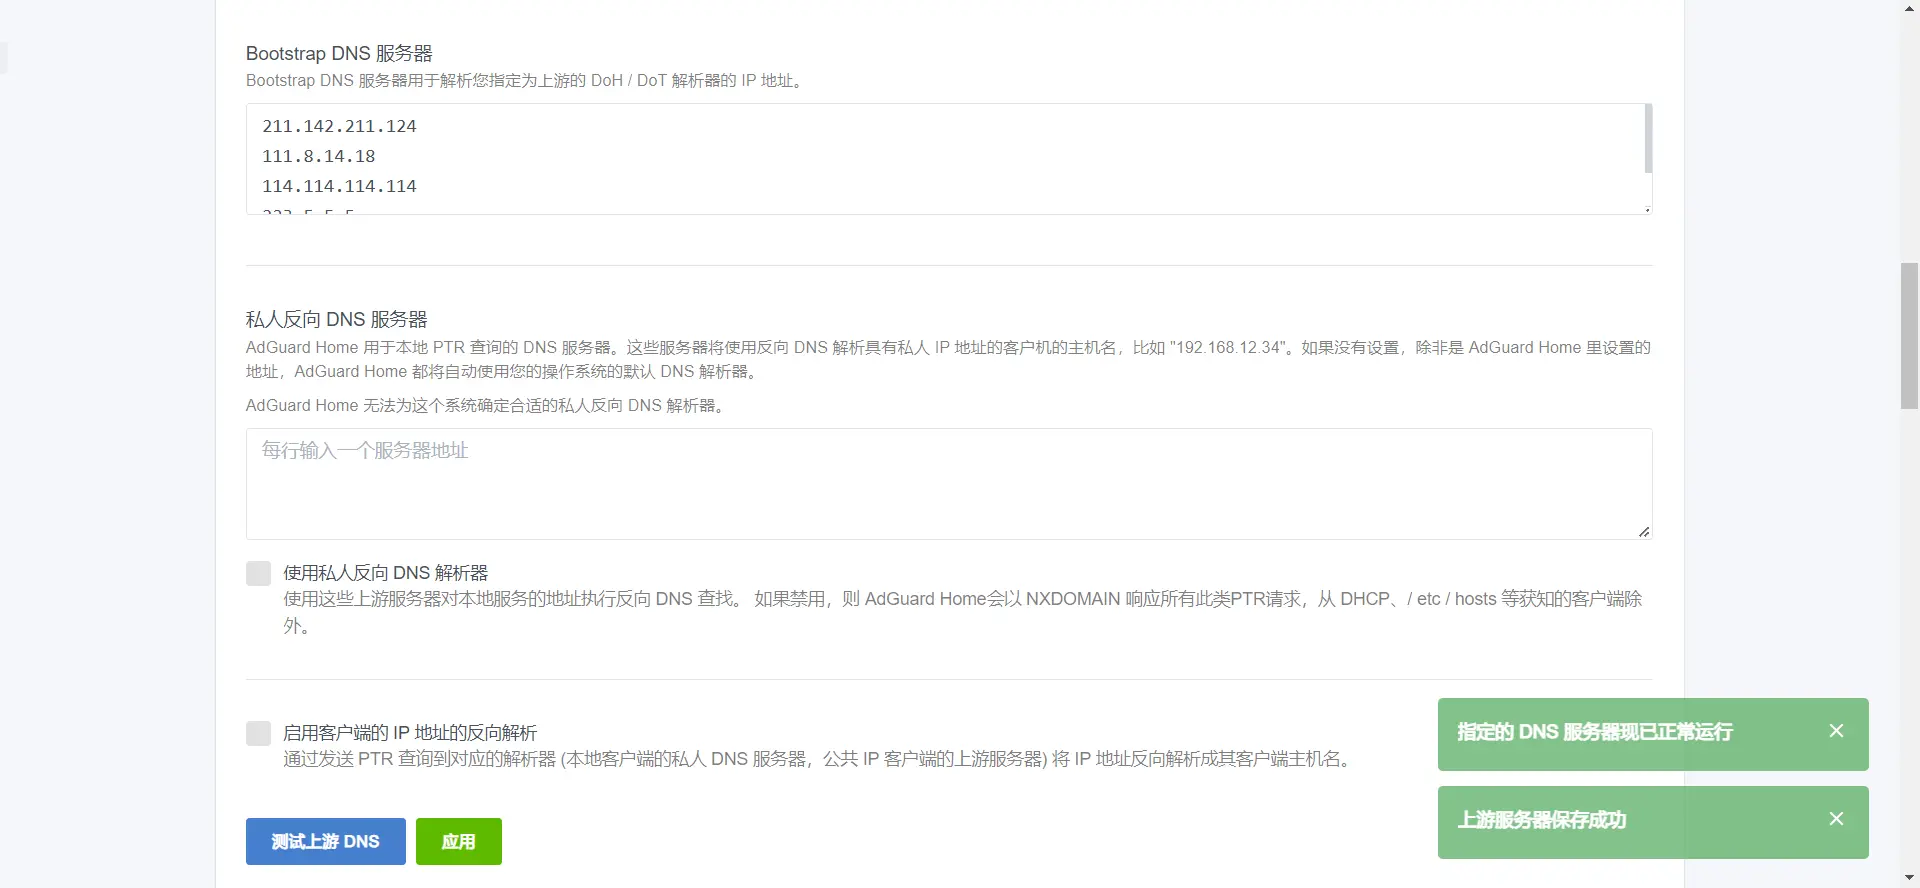 Bootstrap DNS 服务器
Bootstrap DNS 服务器用于解析您指定为上游的 DoH / DoT 解析器的 IP 地址。
211.142.211.124
111.8.14.18
114.114.114.114
私人反向 DNS 服务器
AdGuard Home 用于本地 PTR 查询的 DNS 服务器。这些服务器将使用反向 DNS 解析具有私人 IP 地址的客户机的主机名，比如 "192.168.12.34"。如果没有设置，除非是 AdGuard Home 里设置的
地址，AdGuard Home 都将自动使用您的操作系统的默认 DNS 解析器。
AdGuard Home 无法为这个系统确定合适的私人反向 DNS 解析器。
每行输入一个服务器地址
使用私人反向 DNS 解析器
使用这些上游服务器对本地服务的地址执行反向 DNS 查找。 如果禁用，则 AdGuard Home会以 NXDOMAIN 响应所有此类PTR请求，从 DHCP、/ etc / hosts 等获知的客户端除
外。
启用客户端的 IP 地址的反向解析
通过发送 PTR 查询到对应的解析器 (本地客户端的私人 DNS 服务器，公共 IP 客户端的上游服务器) 将 IP 地址反向解析成其客户端主机名。
指定的 DNS 服务器现已正常运行
上游服务器保存成功
测试上游 DNS
应用